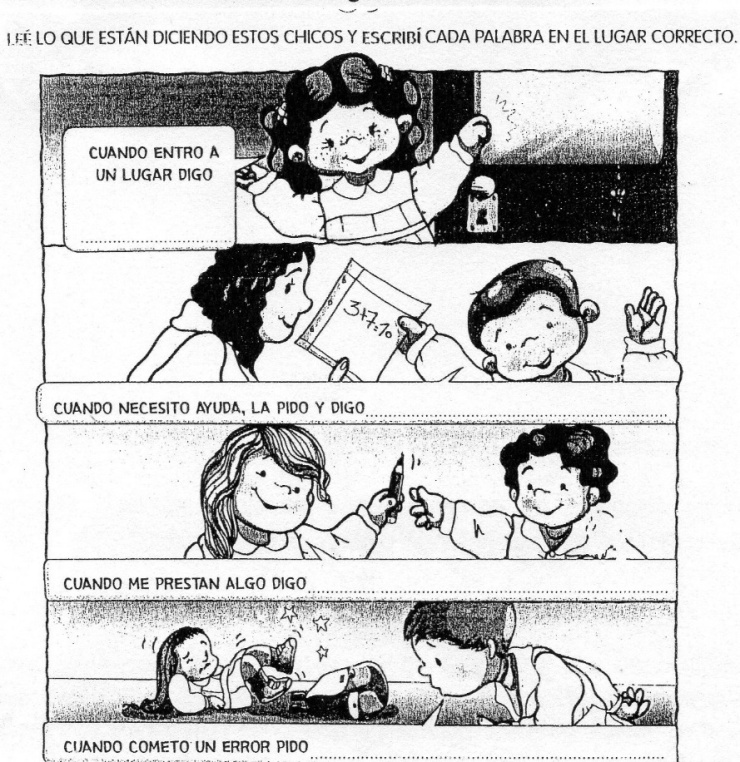 LEÉ LO QUE ESTÁN DICIENDO ESTOS CHICOS Y ESCRIBÍ CADA PALABRA EN EL LUGAR CORRECTO.
CUANDO ENTRO A
UN LUGAR DIGO
3+7=10
CUANDO NECESITO AYUDA, LA PIDO Y DIGO
CUANDO ME PRESTAN ALGO DIGO
CUANDO COMETO UN ERROR PIDO